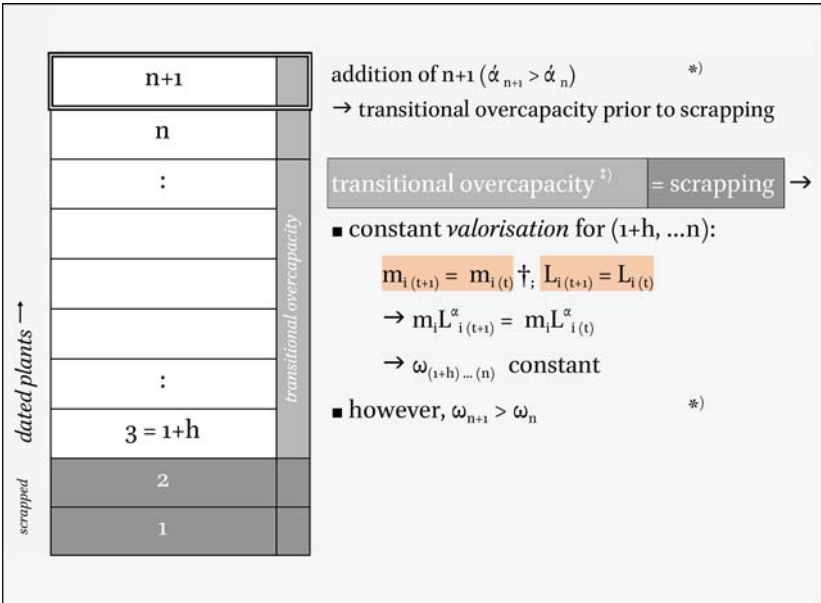 n+1
n
:
:
3 = 1+h
2
1
transitional overcapacity
dated plants →
scrapped
addition of n+1 (ἀ n+1 > ἀ n) *)
→ transitional overcapacity prior to scrapping
transitional overcapacity ‡) = scrapping →
■ constant valorisation for (1+h, ...n):
m i (t+1) = m i (t) †; L i (t+1) = L i (t)
→ m i L α i (t+1) = m i L α i (t)
→ ω (1+h) ... (n) constant
■ however, ω n+1 > ω n *)